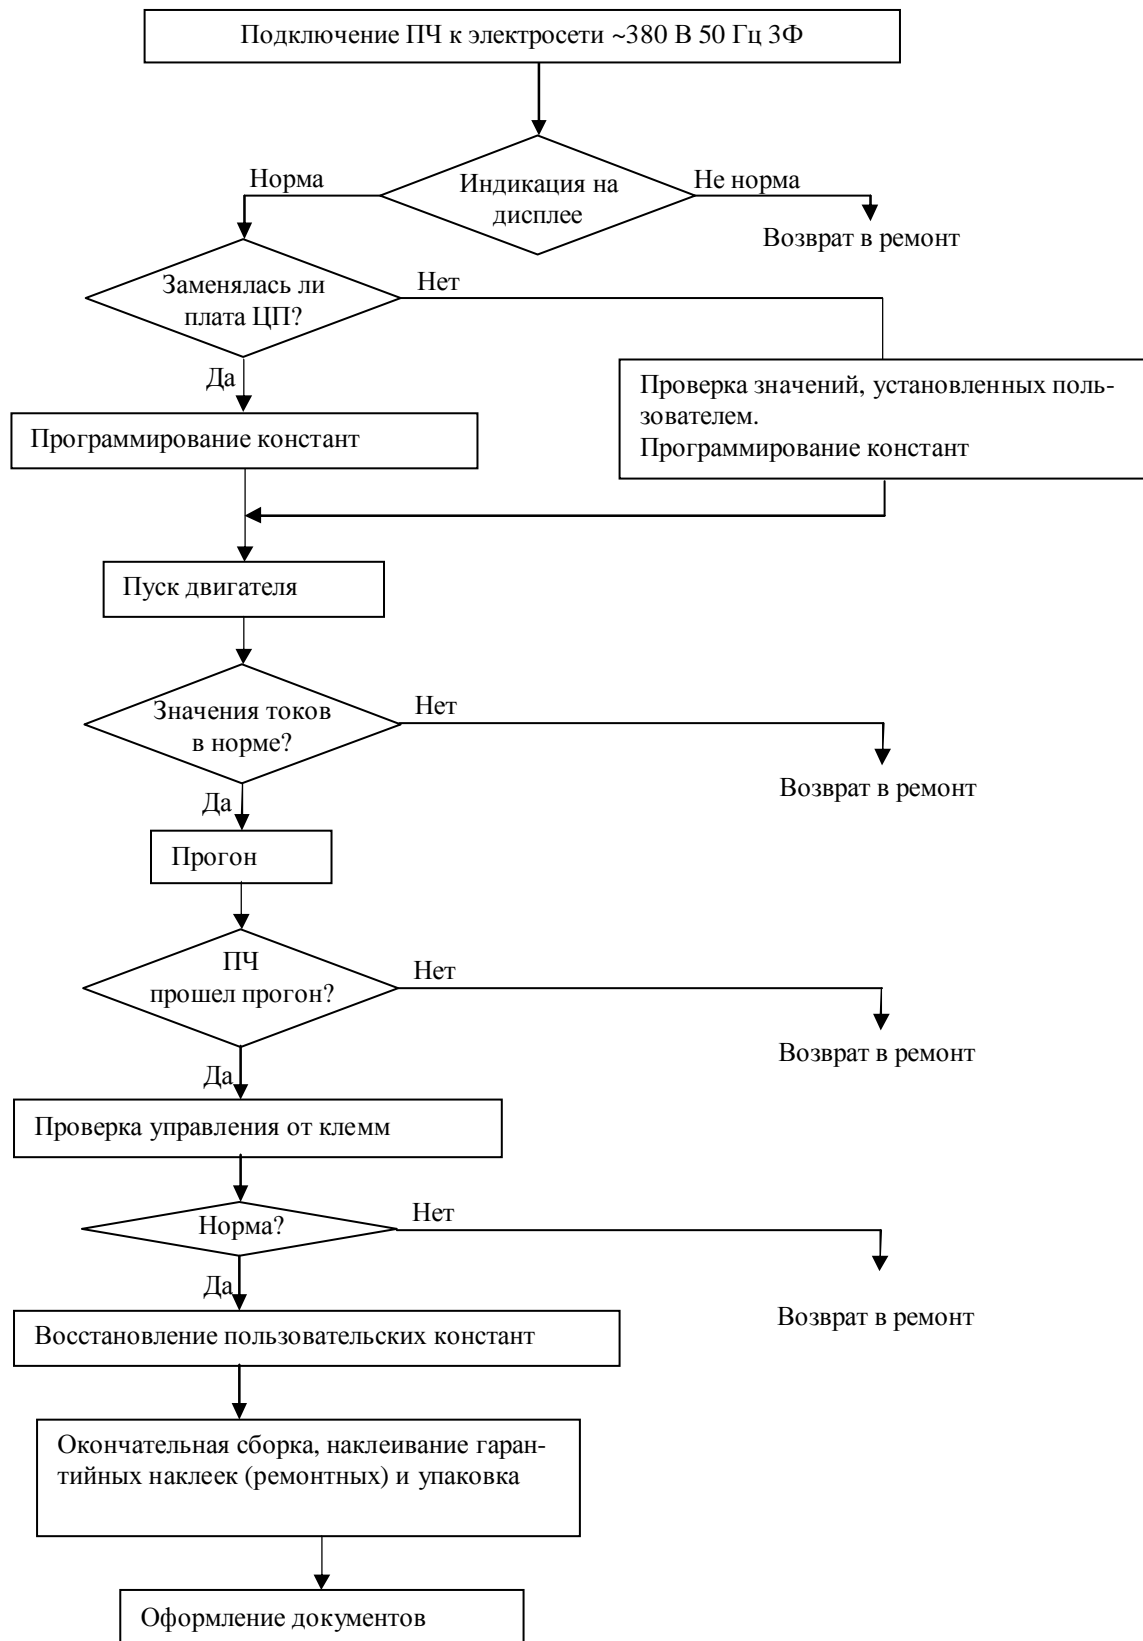 Подключение ПЧ к электросети ~380 В 50 Гц 3Ф
Норма
Индикация на
дисплее
Не норма
Возврат в ремонт
Заменялась ли
плата ЦП?
Нет
Да
Проверка значений, установленных поль-
зователем.
Программирование констант
Программирование констант
Пуск двигателя
Значения токов
в норме?
Нет
Возврат в ремонт
Да
Прогон
ПЧ
прошел прогон?
Нет
Возврат в ремонт
Да
Проверка управления от клемм
Норма?
Нет
Да
Возврат в ремонт
Восстановление пользовательских констант
Окончательная сборка, наклеивание гаран-
тийных наклеек (ремонтных) и упаковка
Оформление документов